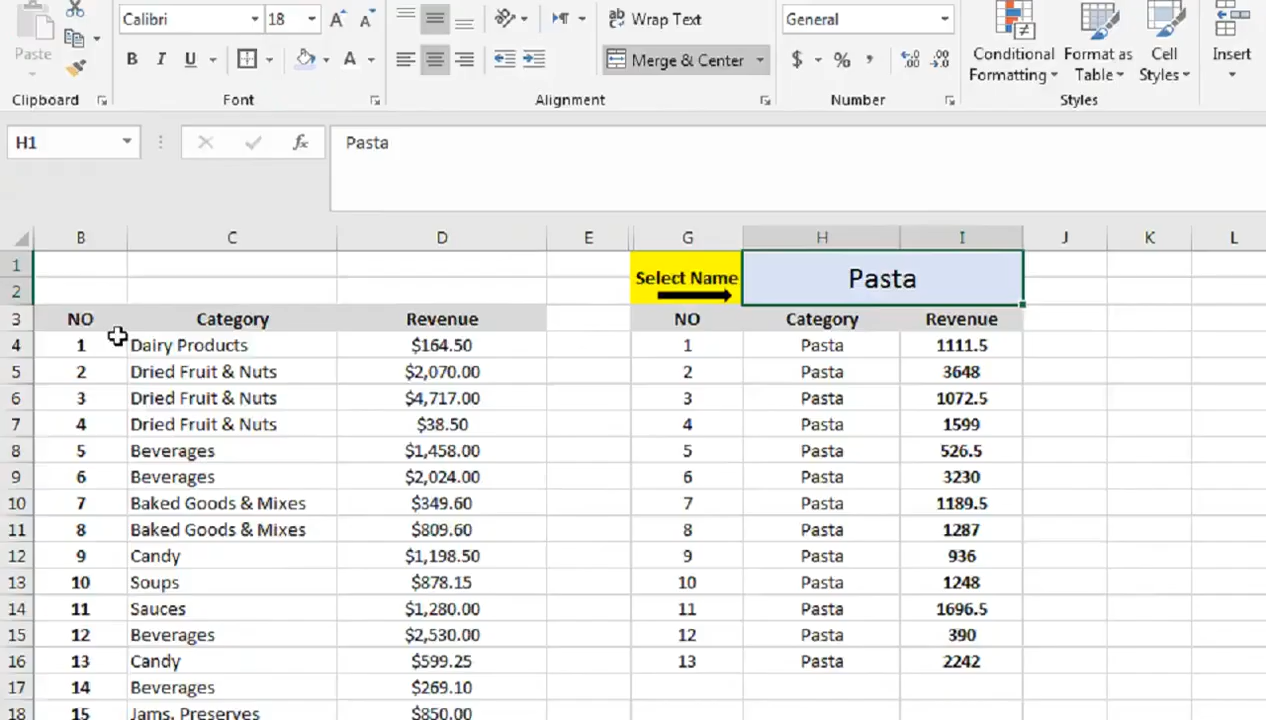 Calibri 18 Wrap Text General
Paste B I U Merge & Center $ % Conditional Formatting Format as Table Cell Styles Insert
Clipboard Font Alignment Number Styles
H1 fx Pasta
B C D E G H I J K L
1 Select Name Pasta
2
3 NO Category Revenue NO Category Revenue
4 1 Dairy Products $164.50 1 Pasta 1111.5
5 2 Dried Fruit & Nuts $2,070.00 2 Pasta 3648
6 3 Dried Fruit & Nuts $4,717.00 3 Pasta 1072.5
7 4 Dried Fruit & Nuts $38.50 4 Pasta 1599
8 5 Beverages $1,458.00 5 Pasta 526.5
9 6 Beverages $2,024.00 6 Pasta 3230
10 7 Baked Goods & Mixes $349.60 7 Pasta 1189.5
11 8 Baked Goods & Mixes $809.60 8 Pasta 1287
12 9 Candy $1,198.50 9 Pasta 936
13 10 Soups $878.15 10 Pasta 1248
14 11 Sauces $1,280.00 11 Pasta 1696.5
15 12 Beverages $2,530.00 12 Pasta 390
16 13 Candy $599.25 13 Pasta 2242
17 14 Beverages $269.10
18 15 Jams, Preserves $850.00